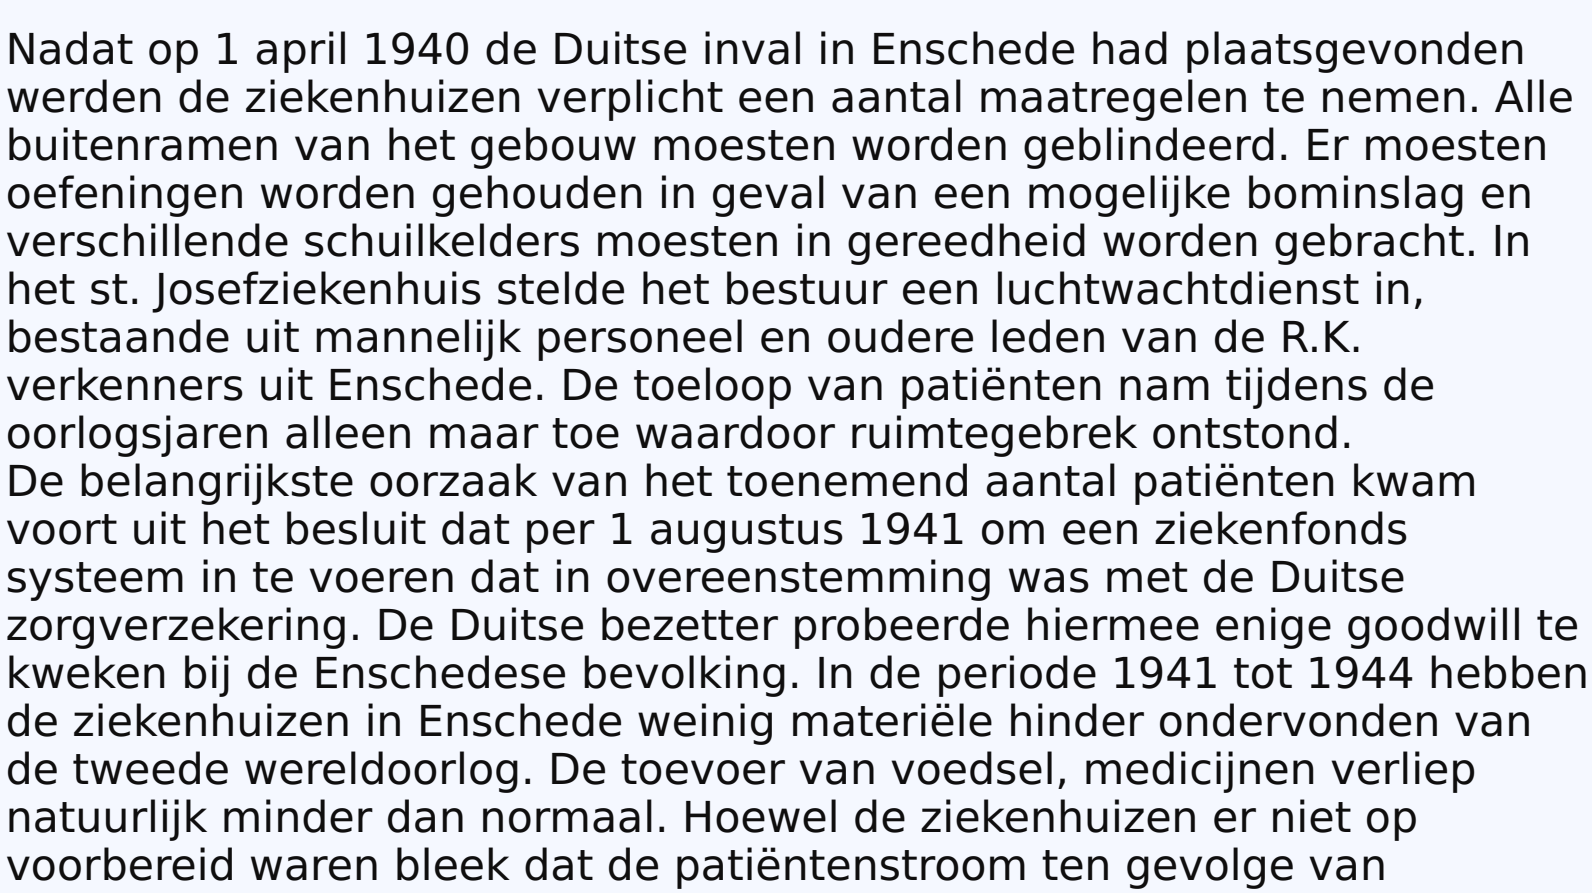 Nadat op 1 april 1940 de Duitse inval in Enschede had plaatsgevonden
werden de ziekenhuizen verplicht een aantal maatregelen te nemen. Alle
buitenramen van het gebouw moesten worden geblindeerd. Er moesten
oefeningen worden gehouden in geval van een mogelijke bominslag en
verschillende schuilkelders moesten in gereedheid worden gebracht. In
het st. Josefziekenhuis stelde het bestuur een luchtwachtdienst in,
bestaande uit mannelijk personeel en oudere leden van de R.K.
verkenners uit Enschede. De toeloop van patiënten nam tijdens de
oorlogsjaren alleen maar toe waardoor ruimtegebrek ontstond.
De belangrijkste oorzaak van het toenemend aantal patiënten kwam
voort uit het besluit dat per 1 augustus 1941 om een ziekenfonds
systeem in te voeren dat in overeenstemming was met de Duitse
zorgverzekering. De Duitse bezetter probeerde hiermee enige goodwill te
kweken bij de Enschedese bevolking. In de periode 1941 tot 1944 hebben
de ziekenhuizen in Enschede weinig materiële hinder ondervonden van
de tweede wereldoorlog. De toevoer van voedsel, medicijnen verliep
natuurlijk minder dan normaal. Hoewel de ziekenhuizen er niet op
voorbereid waren bleek dat de patiëntenstroom ten gevolge van